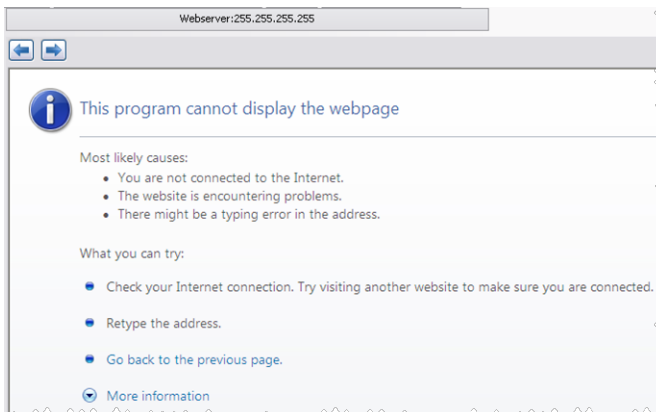 Webserver:255.255.255.255
This program cannot display the webpage
Most likely causes:
You are not connected to the Internet.
The website is encountering problems.
There might be a typing error in the address.
What you can try:
Check your Internet connection. Try visiting another website to make sure you are connected.
Retype the address.
Go back to the previous page.
More information